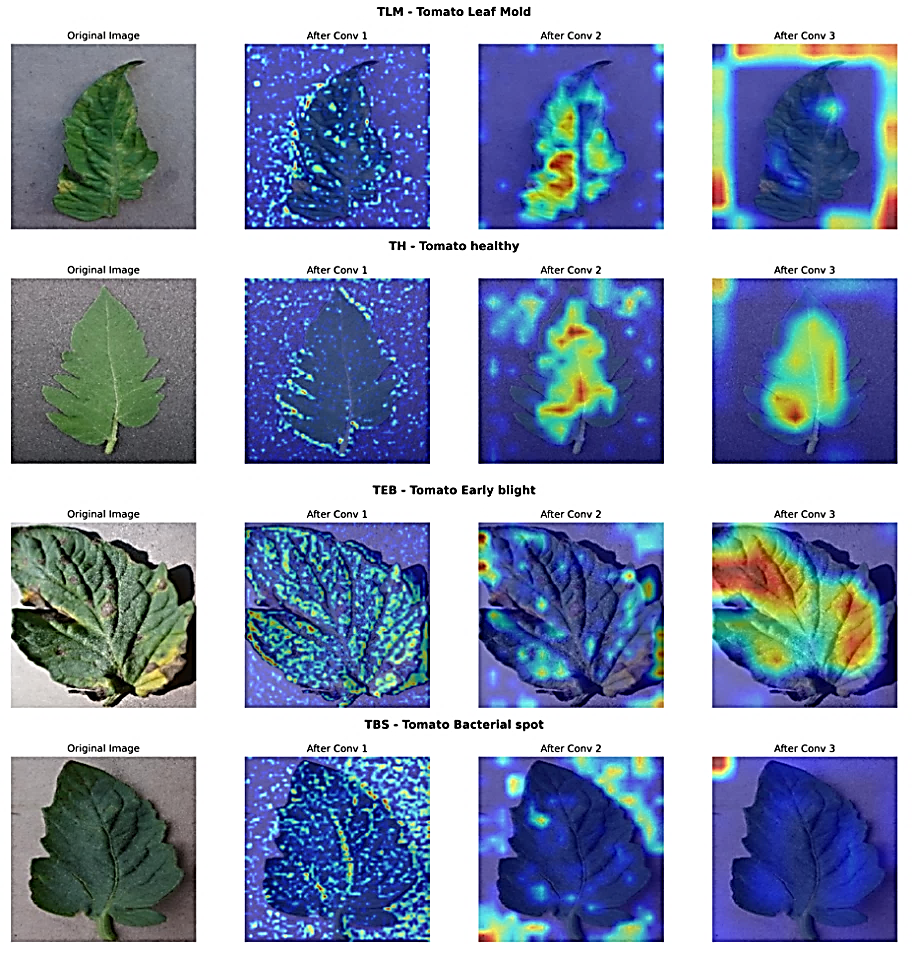 TLM - Tomato Leaf Mold
Original Image After Conv 1 After Conv 2 After Conv 3
TH - Tomato healthy
Original Image After Conv 1 After Conv 2 After Conv 3
TEB - Tomato Early blight
Original Image After Conv 1 After Conv 2 After Conv 3
TBS - Tomato Bacterial spot
Original Image After Conv 1 After Conv 2 After Conv 3